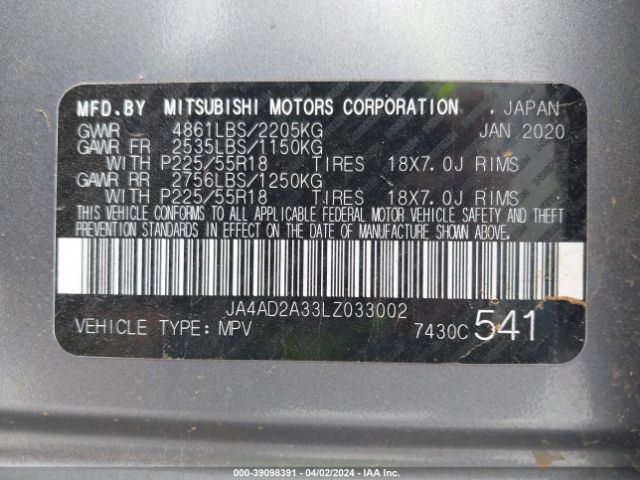 MFD.BY MITSUBISHI MOTORS CORPORATION, JAPAN
GVWR 4861LBS/2205KG JAN 2020
GAWR FR 2535LBS/1150KG
WITH P225/55R18 TIRES 18X7.0J RIMS
GAWR RR 2756LBS/1250KG
WITH P225/55R18 TIRES 18X7.0J RIMS
THIS VEHICLE CONFORMS TO ALL APPLICABLE FEDERAL MOTOR VEHICLE SAFETY AND THEFT
PREVENTION STANDARDS IN EFFECT ON THE DATE OF MANUFACTURE SHOWN ABOVE.
JA4AD2A33LZ033002
VEHICLE TYPE: MPV 7430C 541
000-39098391 - 04/02/2024 - IAA Inc.